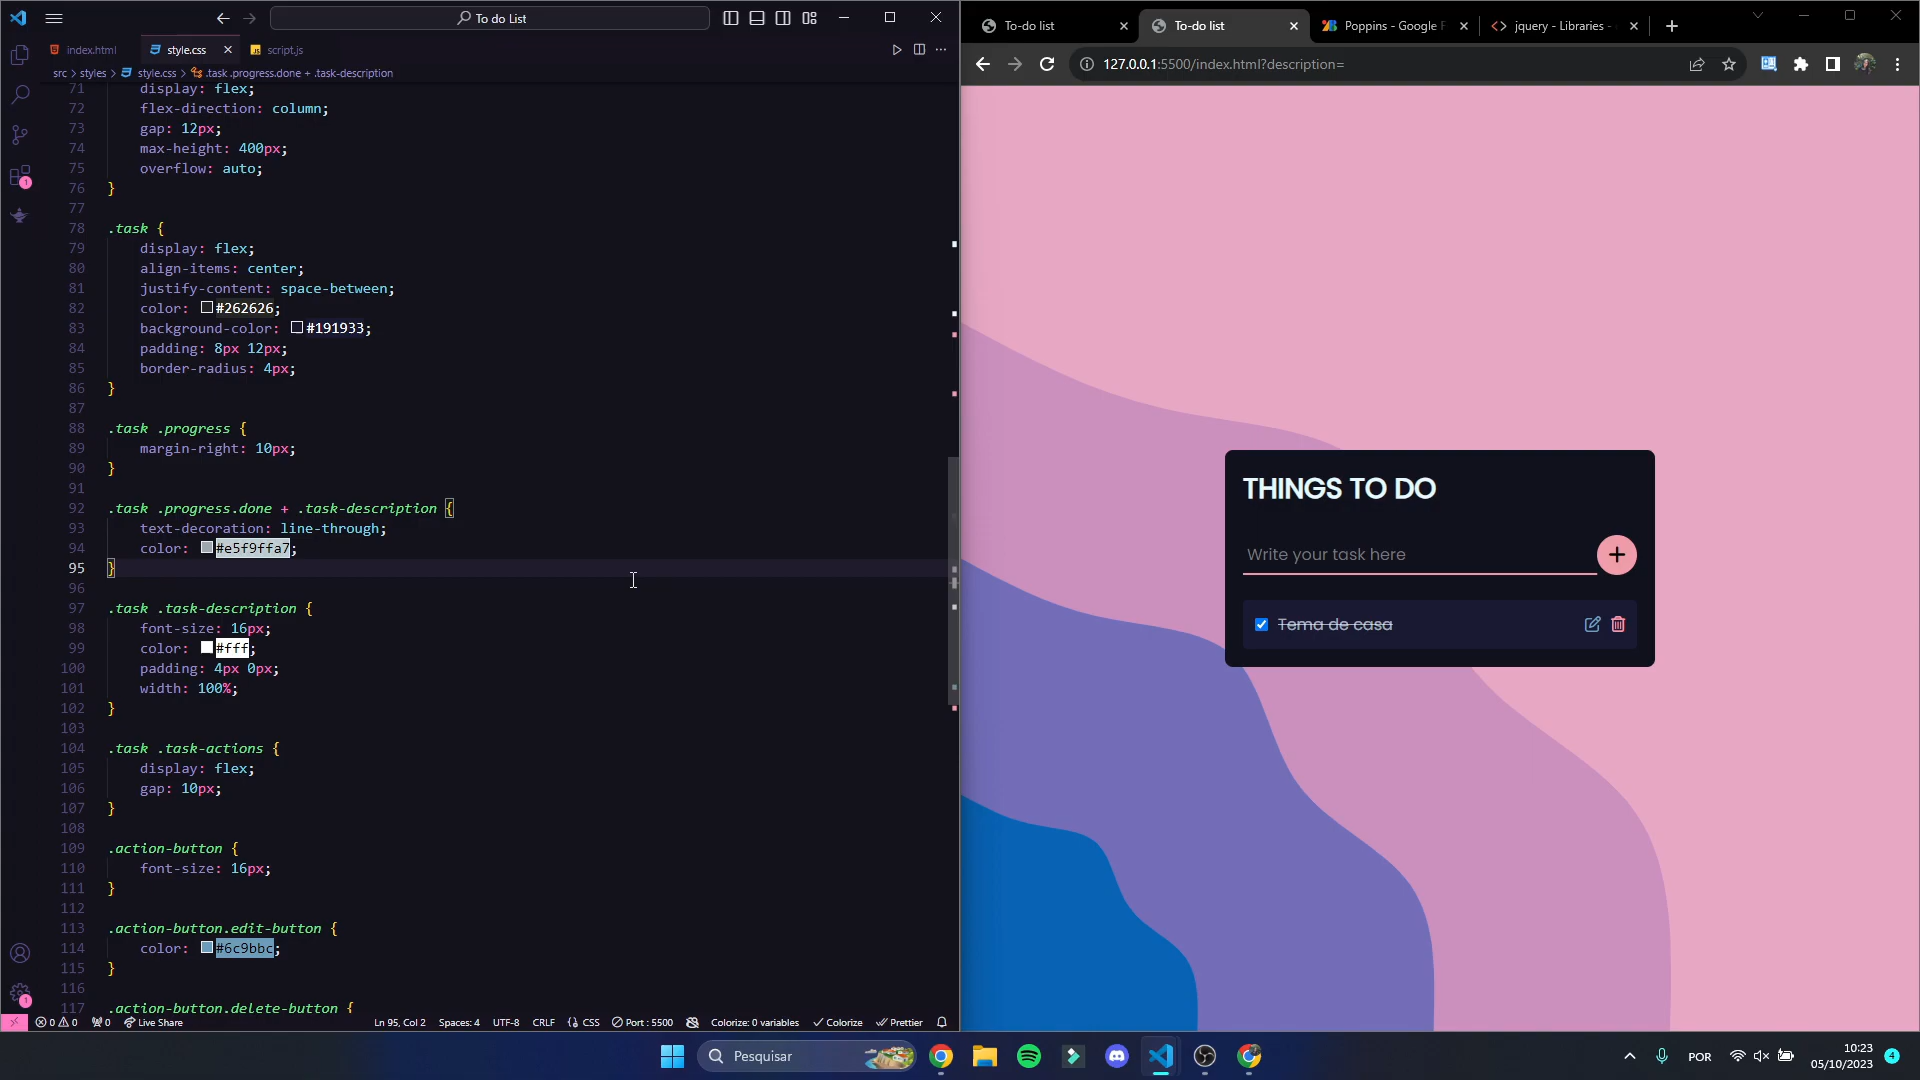 To do List
index.html
style.css
script.js
src > styles > style.css > .task .progress.done + .task-description
71 display: flex;
72 flex-direction: column;
73 gap: 12px;
74 max-height: 400px;
75 overflow: auto;
76 }
77
78 .task {
79 display: flex;
80 align-items: center;
81 justify-content: space-between;
82 color: #262626;
83 background-color: #191933;
84 padding: 8px 12px;
85 border-radius: 4px;
86 }
87
88 .task .progress {
89 margin-right: 10px;
90 }
91
92 .task .progress.done + .task-description {
93 text-decoration: line-through;
94 color: #e5f9ffa7;
95 }
96
97 .task .task-description {
98 font-size: 16px;
99 color: #fff;
100 padding: 4px 0px;
101 width: 100%;
102 }
103
104 .task .task-actions {
105 display: flex;
106 gap: 10px;
107 }
108
109 .action-button {
110 font-size: 16px;
111 }
112
113 .action-button.edit-button {
114 color: #6c9bbc;
115 }
116
117 .action-button.delete-button {
1
1
0 0 0 Live Share Ln 95, Col 2 Spaces: 4 UTF-8 CRLF CSS Port : 5500 Colorize: 0 variables Colorize Prettier
To-do list
To-do list
Poppins - Google F
jquery - Libraries -
127.0.0.1:5500/index.html?description=
THINGS TO DO
Write your task here
Tema de casa
Pesquisar
POR
10:23
05/10/2023
4